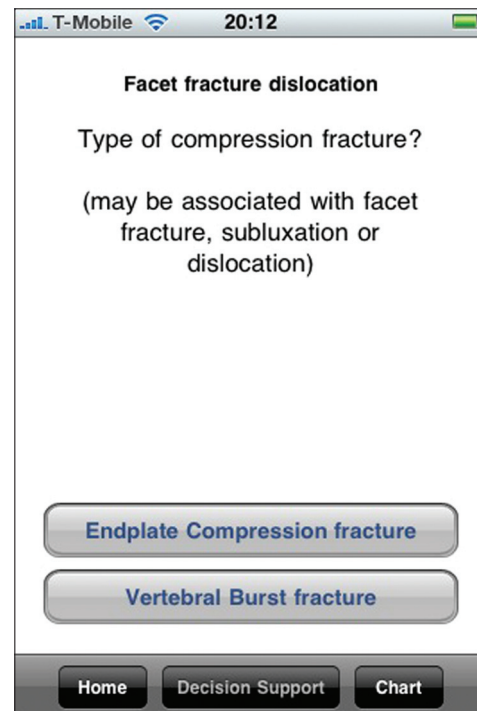 T-Mobile 20:12
Facet fracture dislocation
Type of compression fracture?
(may be associated with facet
fracture, subluxation or
dislocation)
Endplate Compression fracture
Vertebral Burst fracture
Home Decision Support Chart